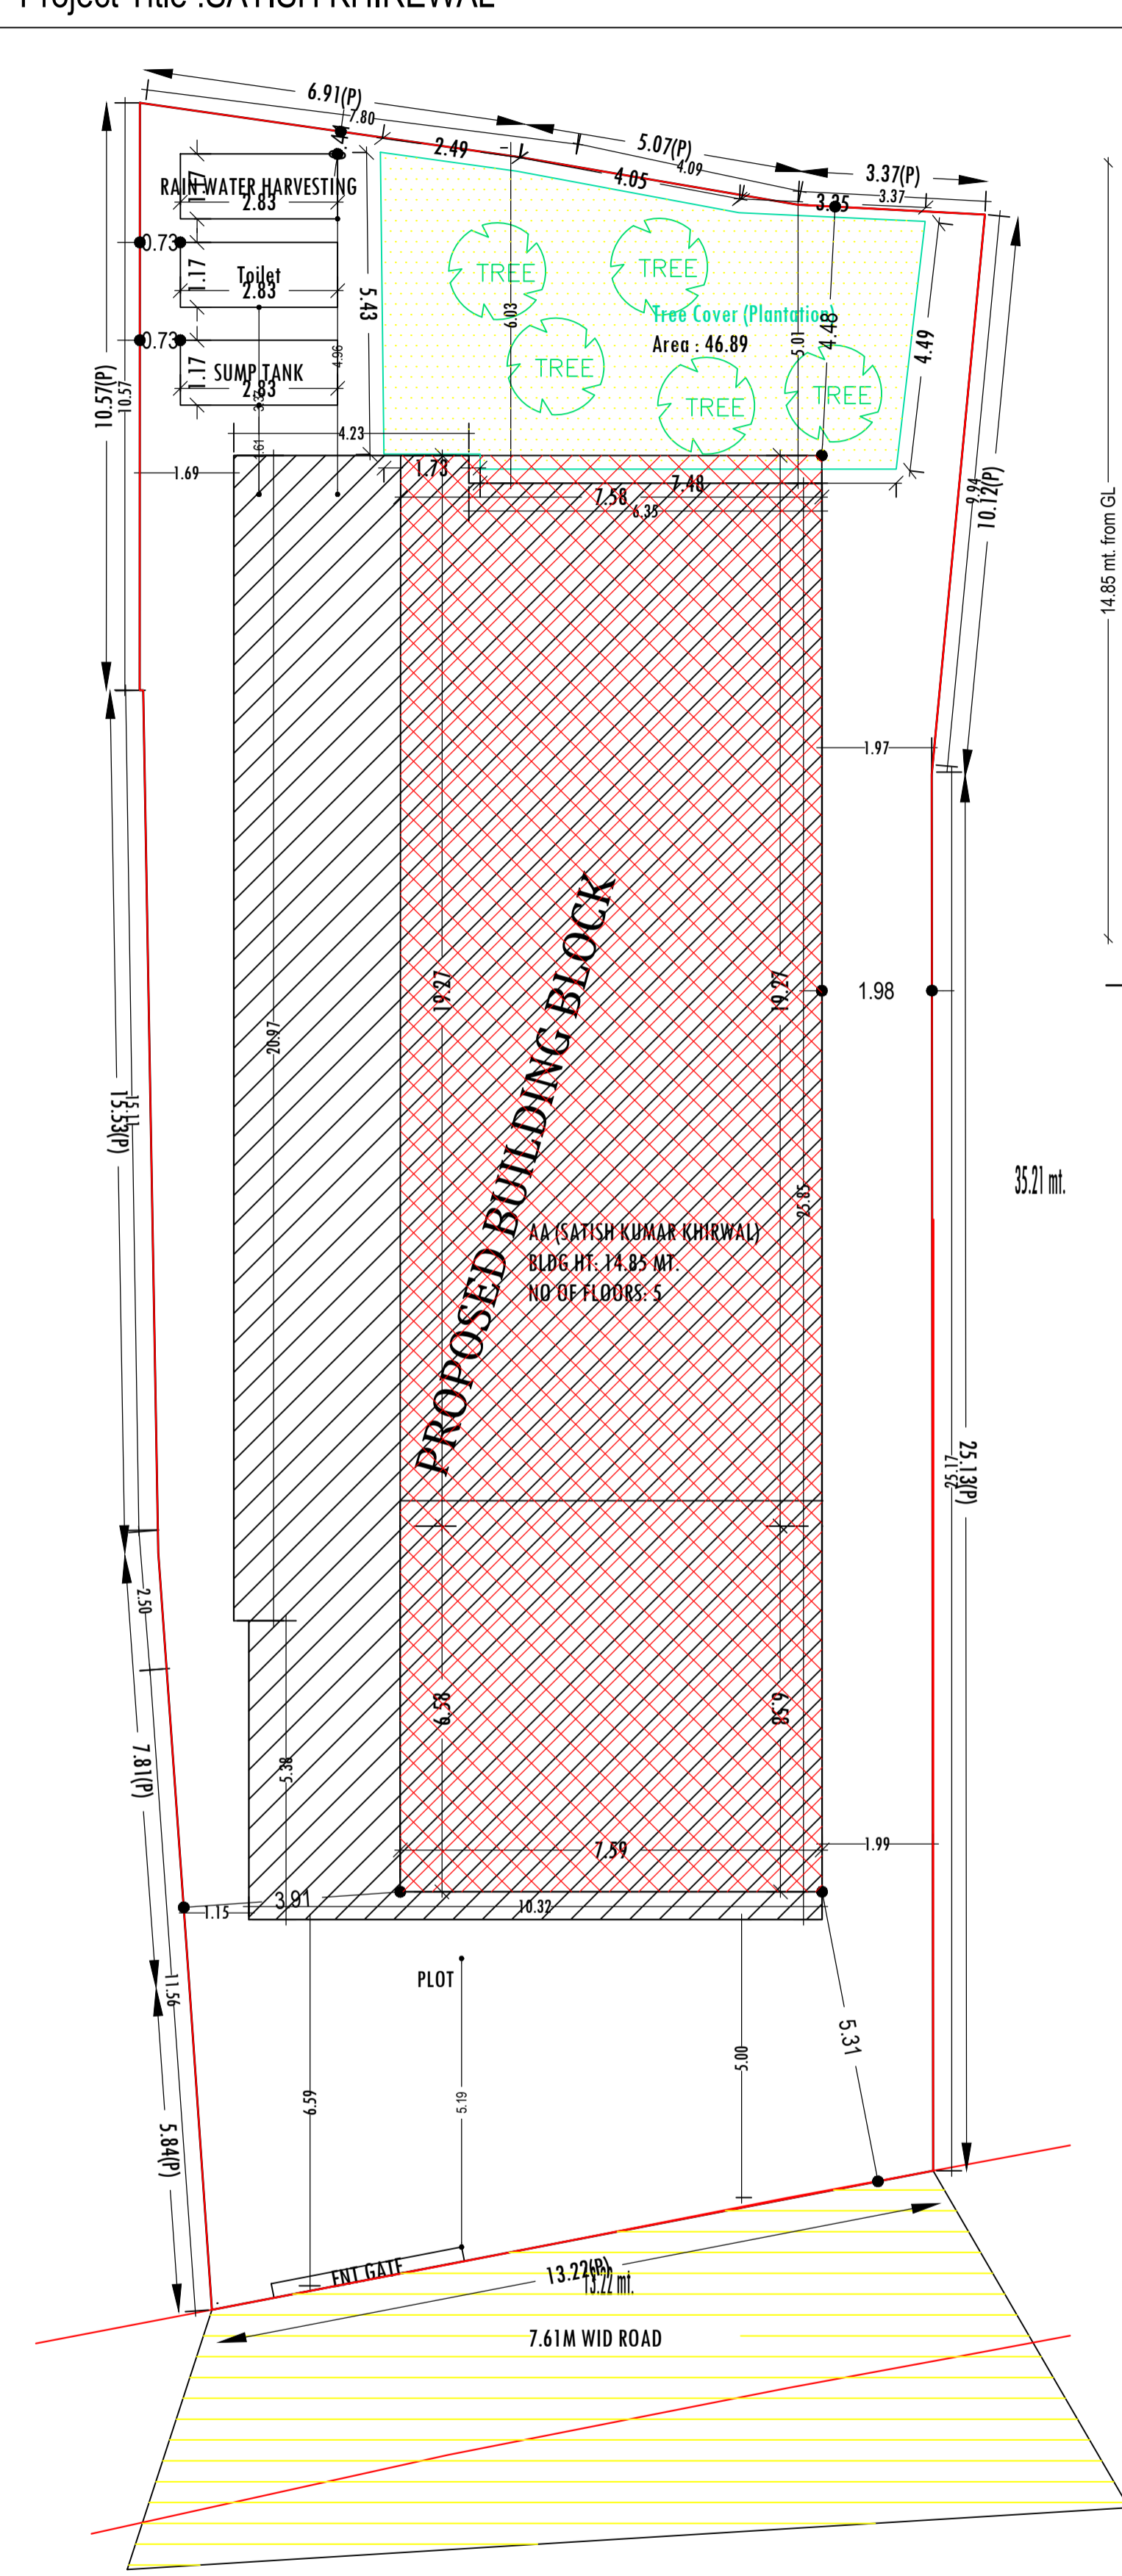 Project Title :SATISH KHIREWAL
6.91(P)
7.80
5.07(P)
4.09
3.37(P)
3.37
2.49
4.05
3.25
RAIN WATER HARVESTING
1.17
2.83
0.73
Toilet
1.17
2.83
0.73
SUMP TANK
1.17
2.83
4.96
5.43
6.03
TREE
TREE
TREE
TREE
TREE
Tree Cover (Plantation)
Area : 46.89
5.01
4.48
4.49
10.57(P)
10.57
9.94
10.12(P)
14.85 mt. from GL
4.23
1.69
1.73
7.58
7.48
6.35
1.97
19.27
19.27
1.98
20.97
15.53(P)
15.11
PROPOSED BUILDING BLOCK
25.85
35.21 mt.
AA (SATISH KUMAR KHIRWAL)
BLDG HT: 14.85 MT.
NO OF FLOORS: 5
25.17
25.13(P)
2.50
6.58
6.58
7.81(P)
5.38
7.59
1.99
3.91
1.15
10.32
PLOT
11.56
5.31
5.00
6.59
5.19
5.84(P)
ENT GATE
13.22(P)
13.22 mt.
7.61M WID ROAD